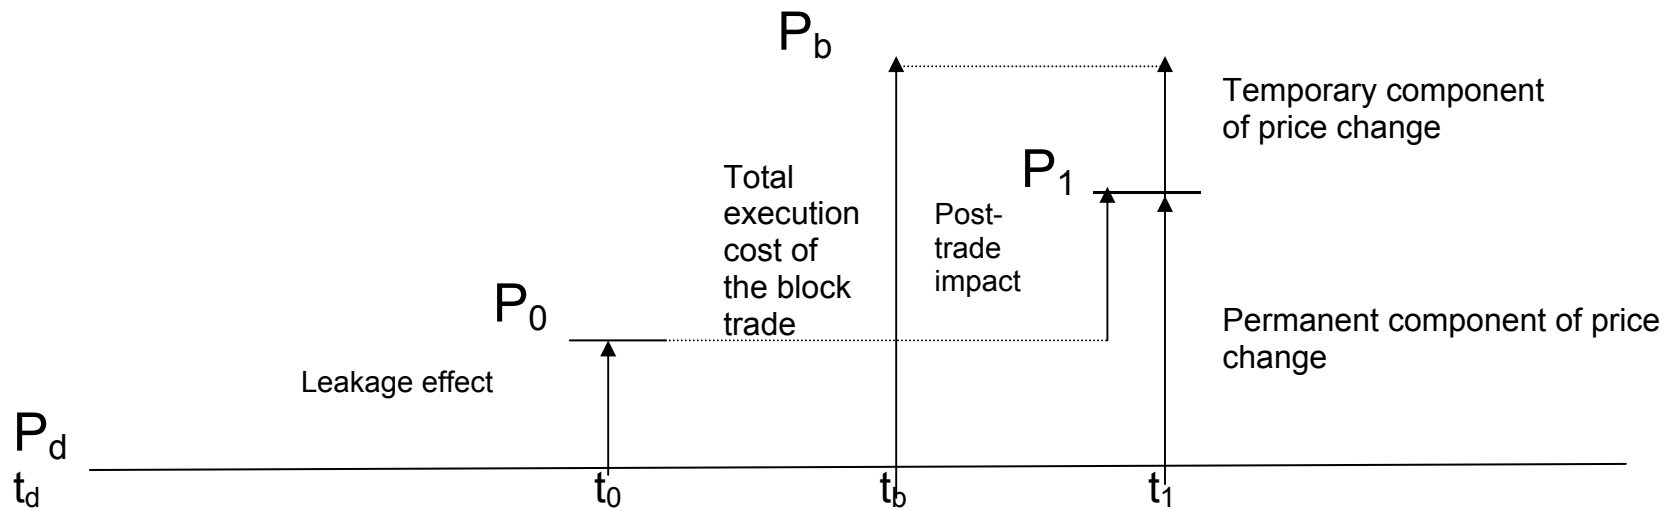 P_b
Temporary component
of price change
P_1
Total
execution
cost of
the block
trade
Post-
trade
impact
P_0
Permanent component of price
change
Leakage effect
P_d
t_d
t_0
t_b
t_1